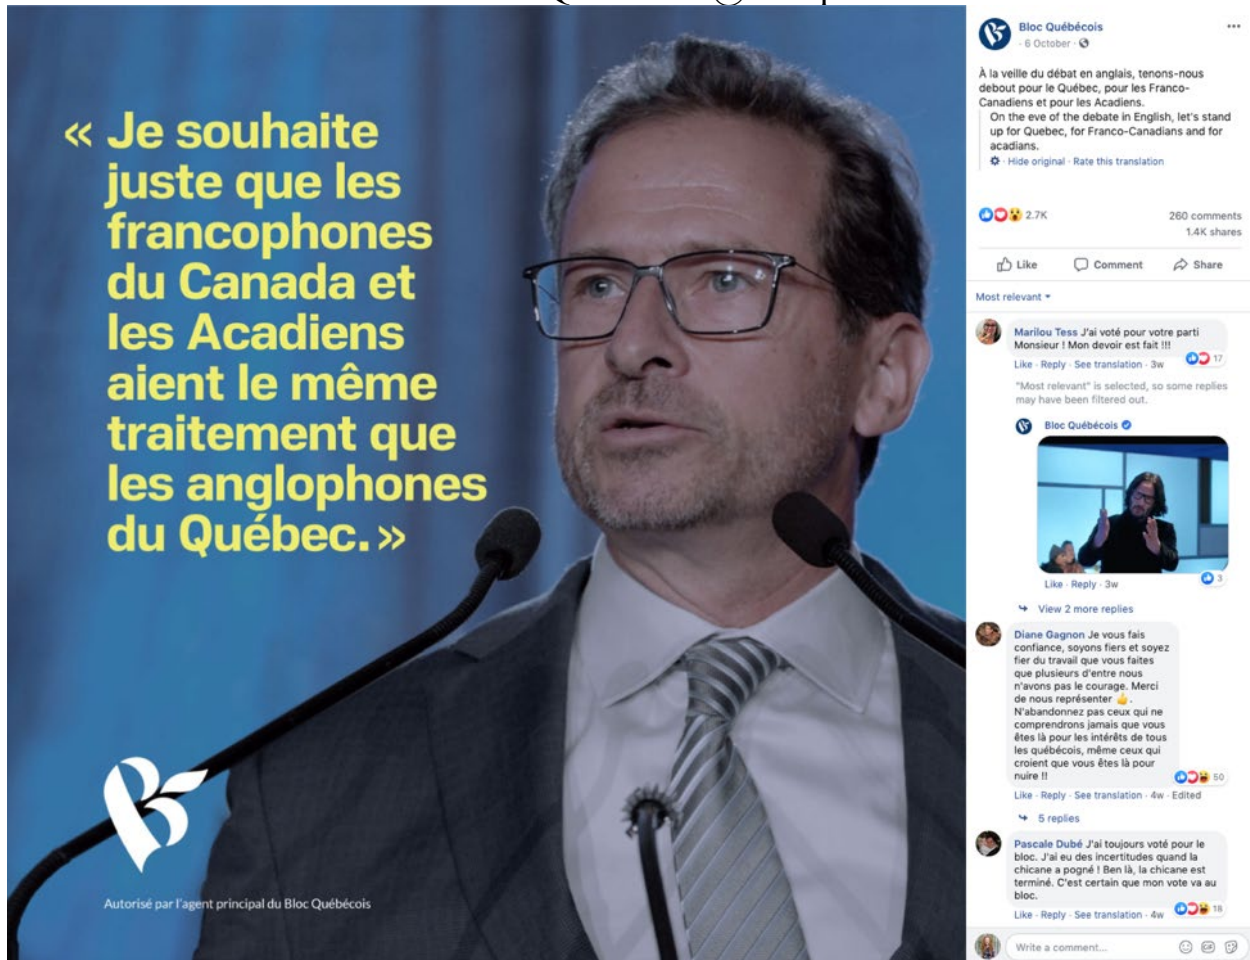 « Je souhaite
juste que les
francophones
du Canada et
les Acadiens
aient le même
traitement que
les anglophones
du Québec. »
Autorisé par l'agent principal du Bloc Québécois
Bloc Québécois
· 6 October ·
À la veille du débat en anglais, tenons-nous
debout pour le Québec, pour les Franco-
Canadiens et pour les Acadiens.
On the eve of the debate in English, let's stand
up for Quebec, for Franco-Canadians and for
acadians.
· Hide original · Rate this translation
2.7K
260 comments
1.4K shares
Like Comment Share
Most relevant
Marilou Tess J'ai voté pour votre parti
Monsieur ! Mon devoir est fait !!!
17
Like · Reply · See translation · 3w
"Most relevant" is selected, so some replies
may have been filtered out.
Bloc Québécois
3
Like · Reply · 3w
View 2 more replies
Diane Gagnon Je vous fais
confiance, soyons fiers et soyez
fier du travail que vous faites
que plusieurs d'entre nous
n'avons pas le courage. Merci
de nous représenter 👍.
N'abandonnez pas ceux qui ne
comprendrons jamais que vous
êtes là pour les intérêts de tous
les québécois, même ceux qui
croient que vous êtes là pour
nuire !!
50
Like · Reply · See translation · 4w · Edited
5 replies
Pascale Dubé J'ai toujours voté pour le
bloc. J'ai eu des incertitudes quand la
chicane a pogné ! Ben là, la chicane est
terminé. C'est certain que mon vote va au
bloc.
18
Like · Reply · See translation · 4w
Write a comment...
GIF